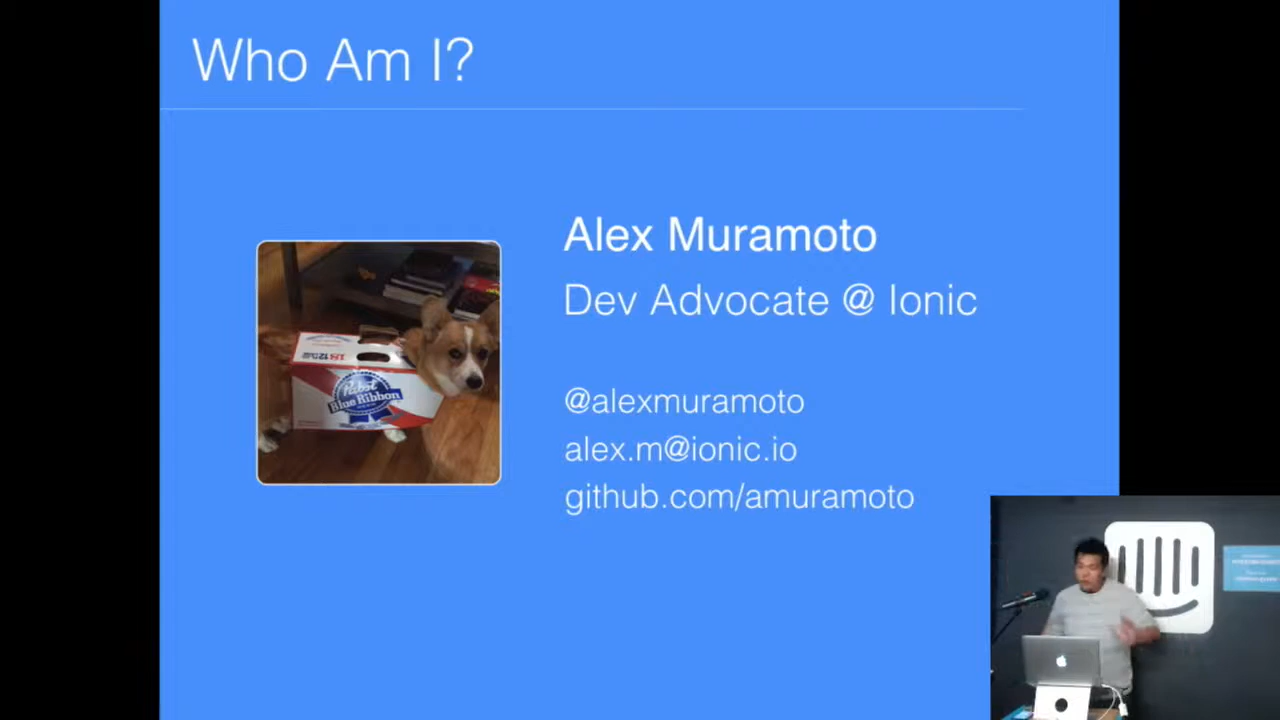 Who Am I?
Alex Muramoto
Dev Advocate @ Ionic
@alexmuramoto
alex.m@ionic.io
github.com/amuramoto
Pabst
Blue Ribbon